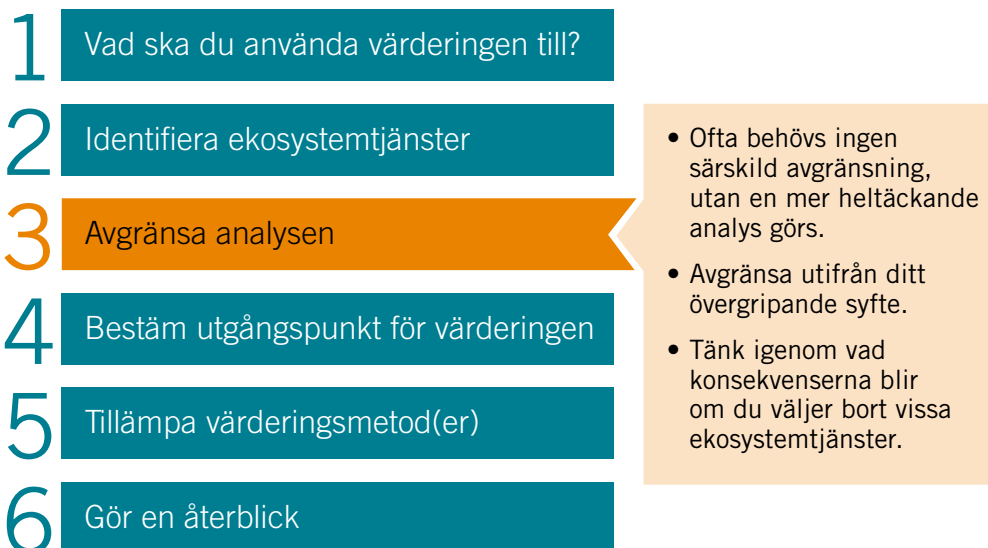 1 Vad ska du använda värderingen till?
2 Identifiera ekosystemtjänster
3 Avgränsa analysen
• Ofta behövs ingen
särskild avgränsning,
utan en mer heltäckande
analys görs.
• Avgränsa utifrån ditt
övergripande syfte.
• Tänk igenom vad
konsekvenserna blir
om du väljer bort vissa
ekosystemtjänster.
4 Bestäm utgångspunkt för värderingen
5 Tillämpa värderingsmetod(er)
6 Gör en återblick